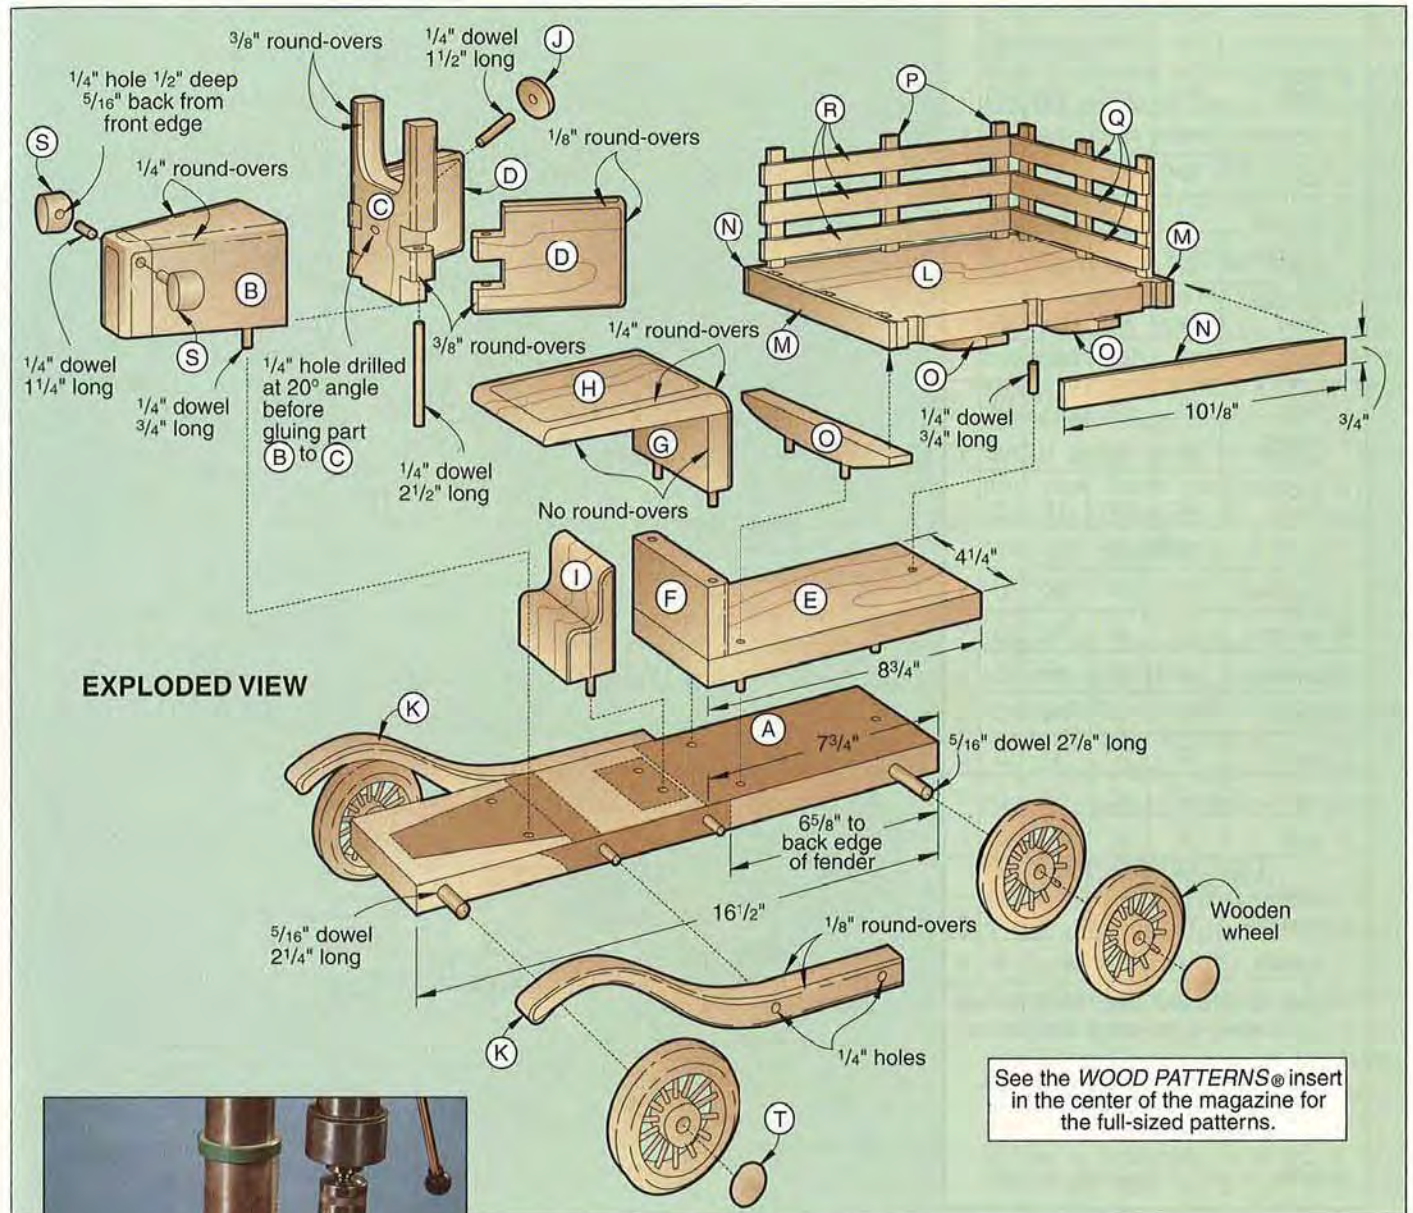 3/8" round-overs
1/4" dowel
1 1/2" long
J
1/4" hole 1/2" deep
5/16" back from
front edge
S
1/4" round-overs
1/8" round-overs
D
C
D
P
R
Q
N
M
L
B
S
1/4" dowel
1 1/4" long
1/4" dowel
3/4" long
1/4" hole drilled
at 20° angle
before
gluing part
B to C
3/8" round-overs
1/4" dowel
2 1/2" long
1/4" round-overs
H
G
No round-overs
O
M
O
O
N
1/4" dowel
3/4" long
10 1/8"
3/4"
I
F
E
4 1/4"
8 3/4"
EXPLODED VIEW
K
A
7 3/4"
5/16" dowel 2 7/8" long
6 5/8" to
back edge
of fender
16 1/2"
5/16" dowel
2 1/4" long
1/8" round-overs
Wooden
wheel
K
1/4" holes
T
See the WOOD PATTERNS® insert
in the center of the magazine for
the full-sized patterns.